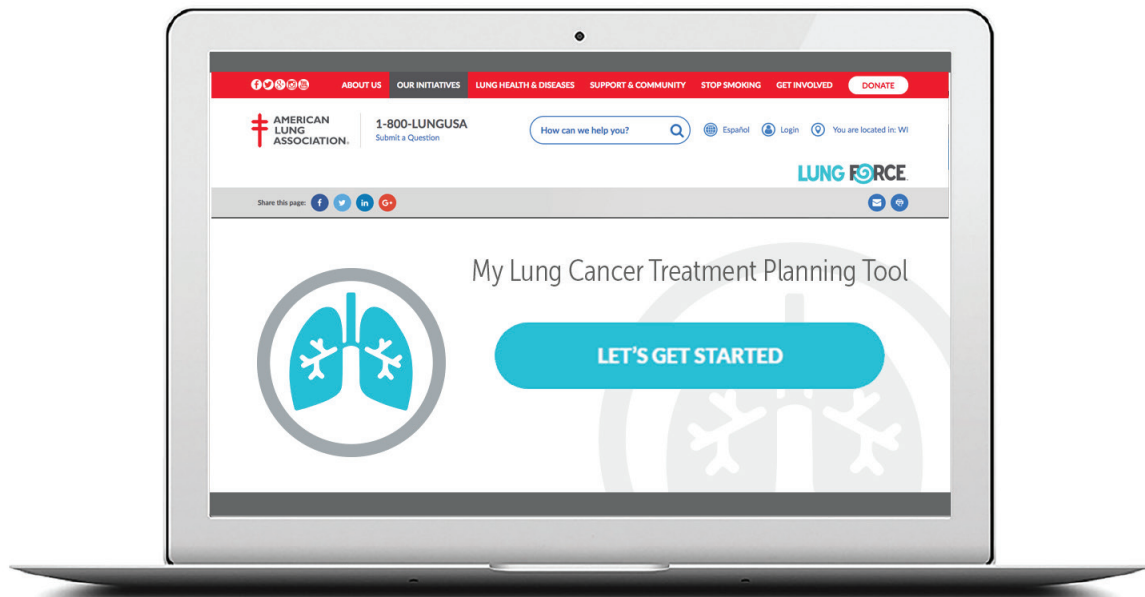 ABOUT US OUR INITIATIVES LUNG HEALTH & DISEASES SUPPORT & COMMUNITY STOP SMOKING GET INVOLVED DONATE
AMERICAN
LUNG
ASSOCIATION.
1-800-LUNGUSA
Submit a Question
How can we help you?
Español
Login
You are located in: WI
LUNG FORCE
Share this page:
My Lung Cancer Treatment Planning Tool
LET'S GET STARTED